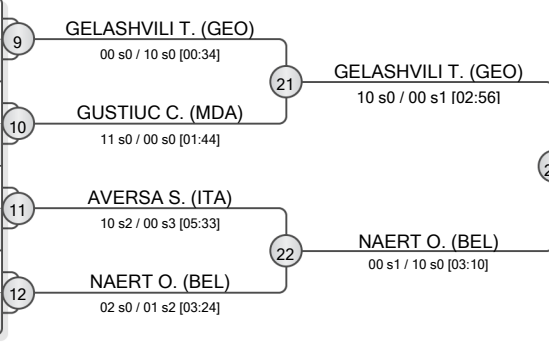 9
GELASHVILI T. (GEO)
00 s0 / 10 s0 [00:34]
21
GELASHVILI T. (GEO)
10 s0 / 00 s1 [02:56]
10
GUSTIUC C. (MDA)
11 s0 / 00 s0 [01:44]
11
AVERSA S. (ITA)
10 s2 / 00 s3 [05:33]
22
NAERT O. (BEL)
00 s1 / 10 s0 [03:10]
12
NAERT O. (BEL)
02 s0 / 01 s2 [03:24]